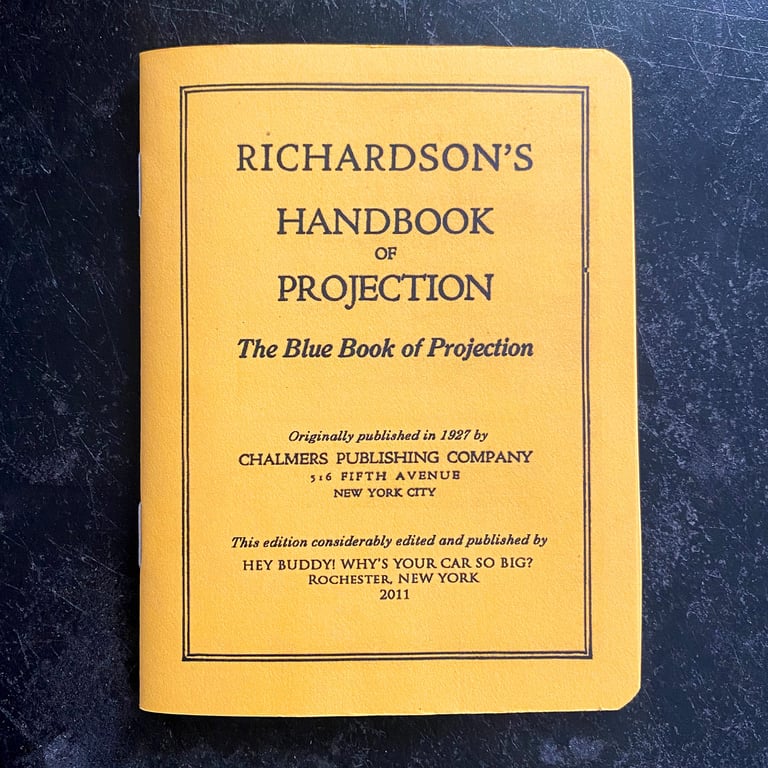 RICHARDSON'S
HANDBOOK
OF
PROJECTION
The Blue Book of Projection
Originally published in 1927 by
CHALMERS PUBLISHING COMPANY
516 FIFTH AVENUE
NEW YORK CITY
This edition considerably edited and published by
HEY BUDDY! WHY'S YOUR CAR SO BIG?
ROCHESTER, NEW YORK
2011